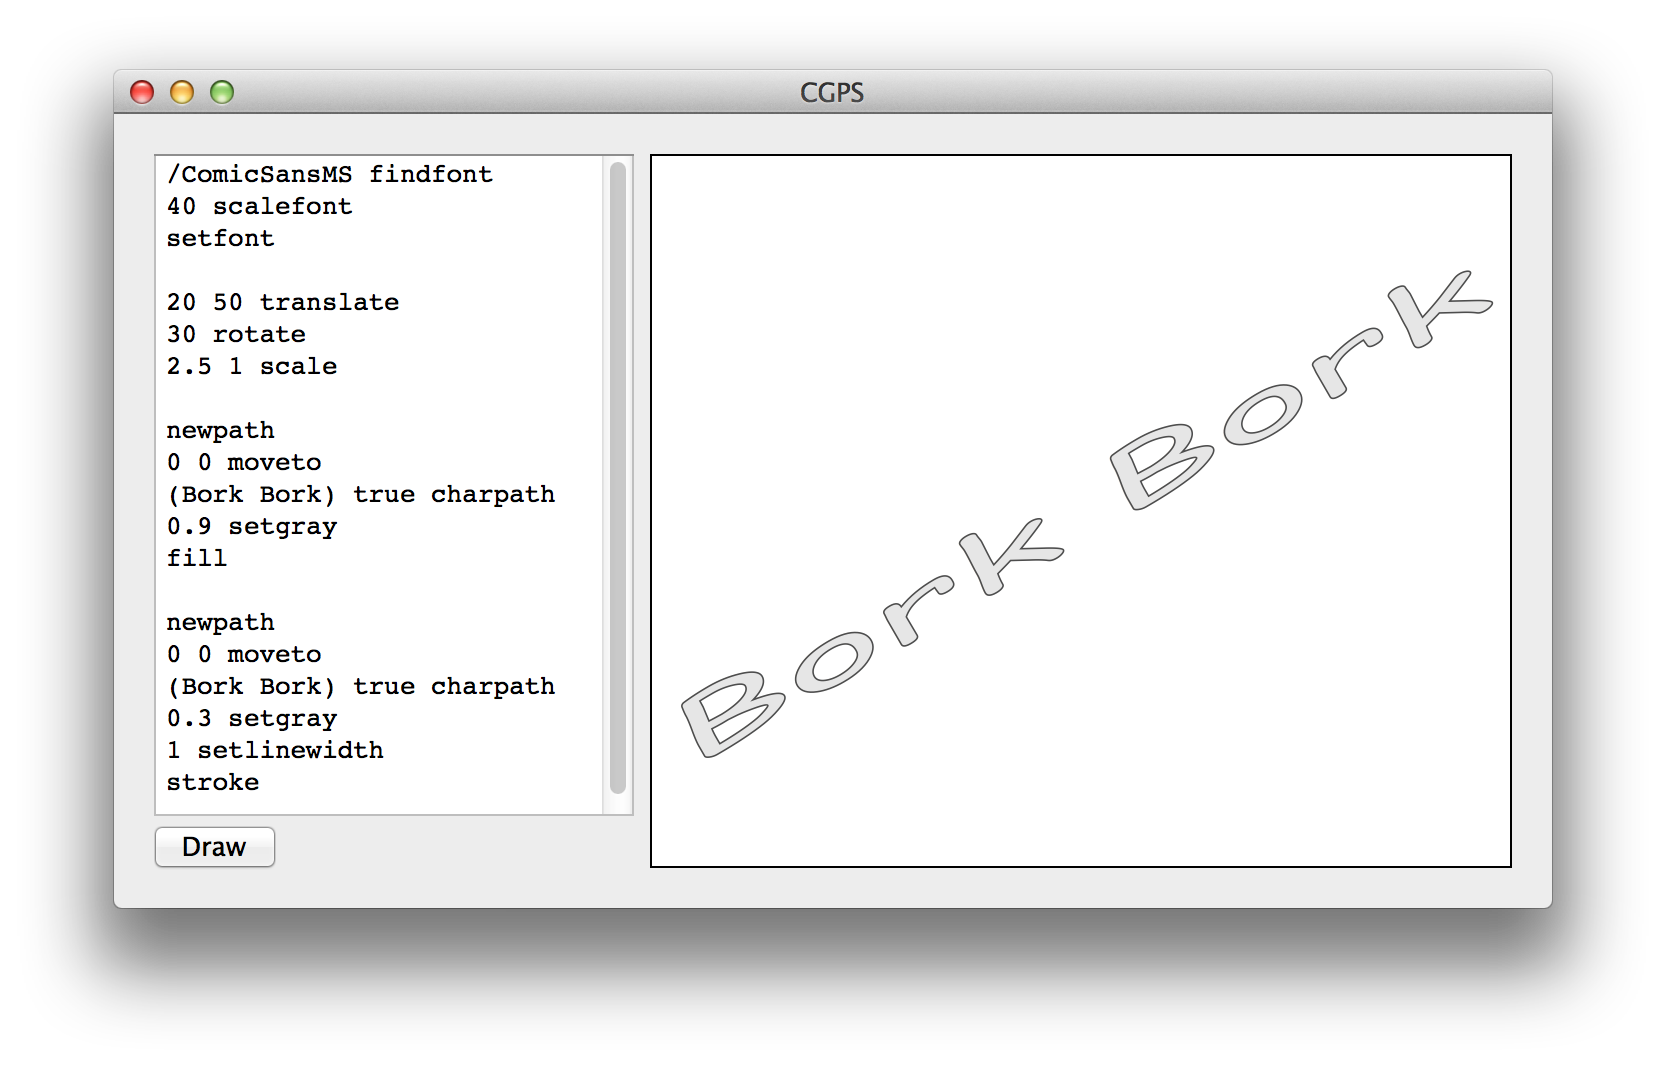 CGPS
/ComicSansMS findfont
40 scalefont
setfont
20 50 translate
30 rotate
2.5 1 scale
newpath
0 0 moveto
(Bork Bork) true charpath
0.9 setgray
fill
newpath
0 0 moveto
(Bork Bork) true charpath
0.3 setgray
1 setlinewidth
stroke
Draw
Bork Bork